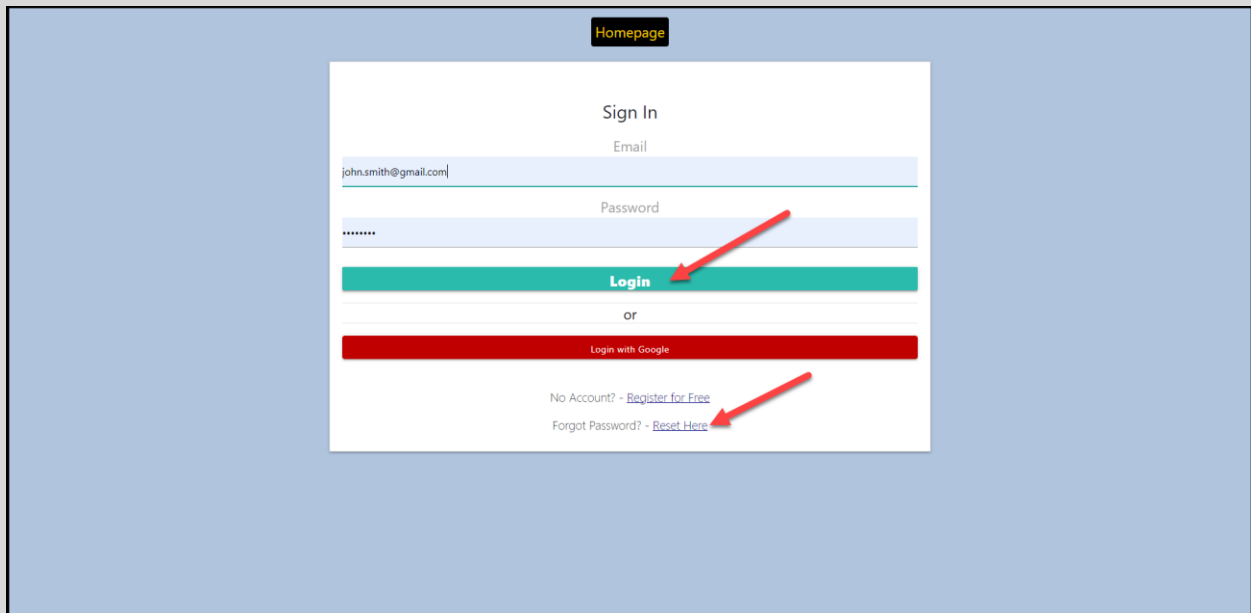 Homepage
Sign In
Email
john.smith@gmail.com
Password
••••••••
Login
or
Login with Google
No Account? - Register for Free
Forgot Password? - Reset Here